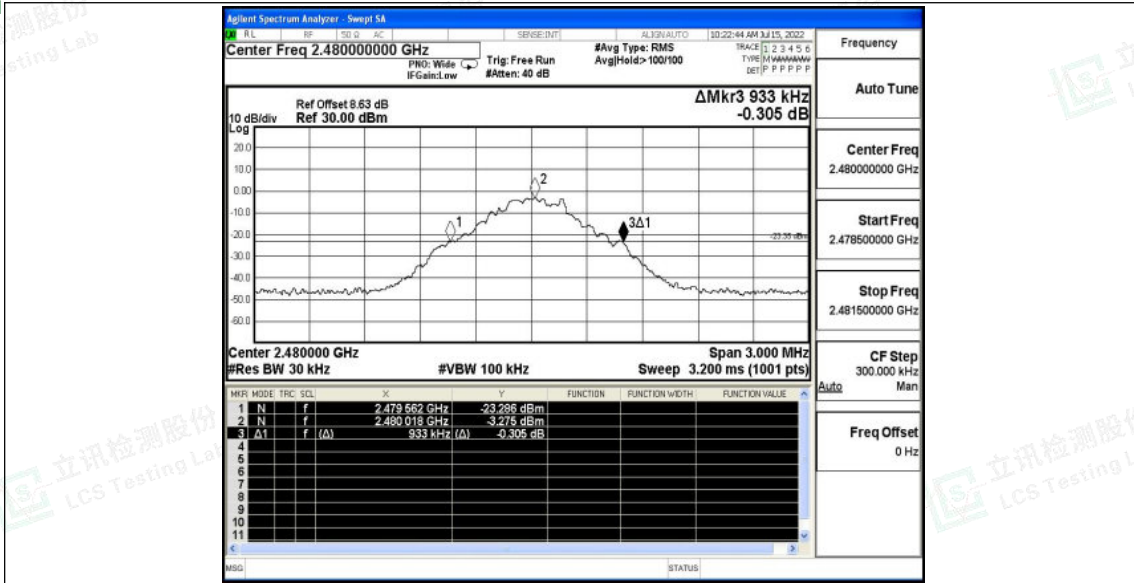 Agilent Spectrum Analyzer - Swept SA
RL RF 50 Ω AC SENSE:INT ALIGNAUTO 10:22:44 AM Jul 15, 2022
Center Freq 2.480000000 GHz
PNO: Wide
IFGain:Low
Trig: Free Run
#Atten: 40 dB
#Avg Type: RMS
Avg|Hold:>100/100
TRACE 1 2 3 4 5 6
TYPE M
DET P P P P P P
Ref Offset 8.63 dB
10 dB/div Ref 30.00 dBm
Log
ΔMkr3 933 kHz
-0.305 dB
20.0
10.0
0.00
-10.0
-20.0
-30.0
-40.0
-50.0
-60.0
1
2
3Δ1
Center 2.480000 GHz Span 3.000 MHz
#Res BW 30 kHz #VBW 100 kHz Sweep 3.200 ms (1001 pts)
MKR MODE TRC SCL X Y FUNCTION FUNCTION WIDTH FUNCTION VALUE
1 N f 2.479 562 GHz -23.286 dBm
2 N f 2.480 018 GHz -3.275 dBm
3 Δ1 f (Δ) 933 kHz (Δ) -0.305 dB
4
5
6
7
8
9
10
11
MSG STATUS
Frequency
Auto Tune
Center Freq
2.480000000 GHz
Start Freq
2.478500000 GHz
Stop Freq
2.481500000 GHz
CF Step
300.000 kHz
Auto Man
Freq Offset
0 Hz
立讯检测股份
LCS Testing Lab